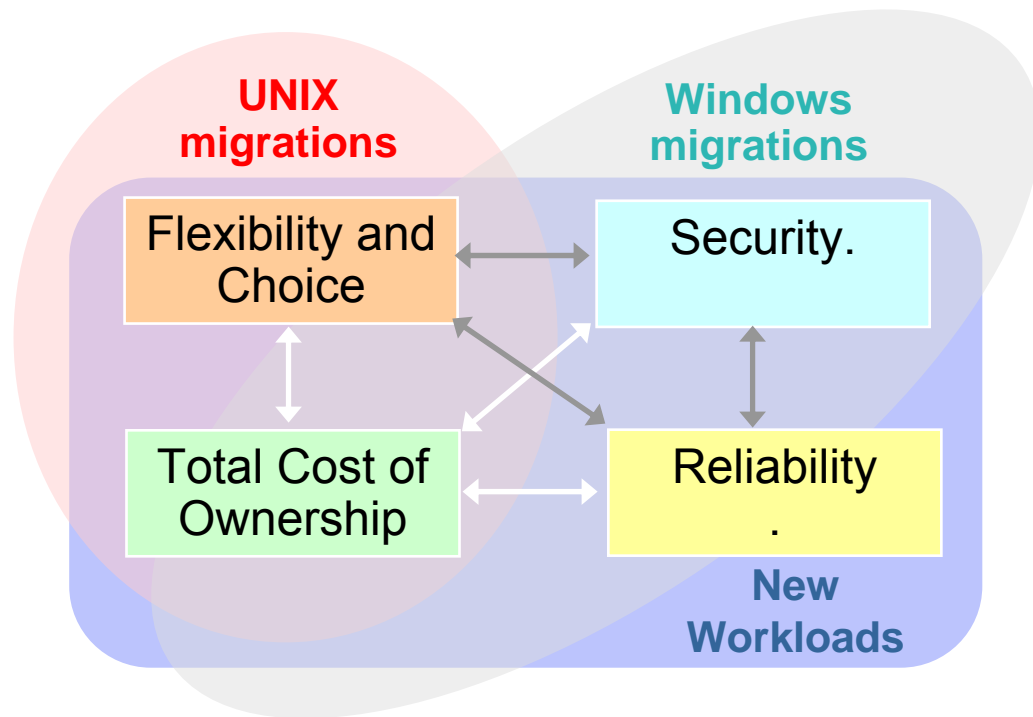 UNIX
migrations
Windows
migrations
Flexibility and
Choice
Security.
Total Cost of
Ownership
Reliability
.
New
Workloads